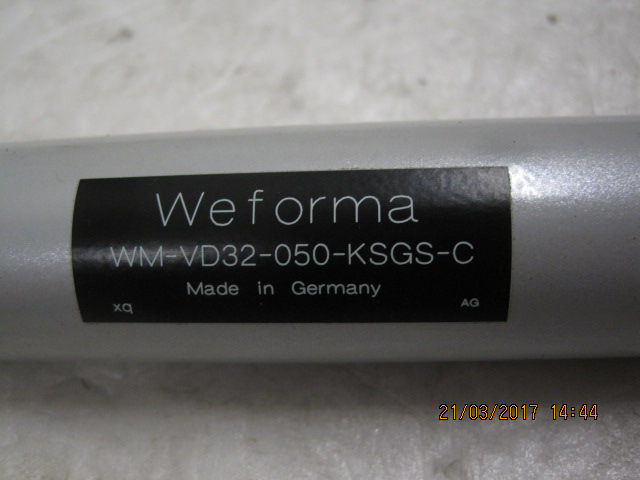 Weforma
WM-VD32-050-KSGS-C
Made in Germany
xq AG
21/03/2017 14:44